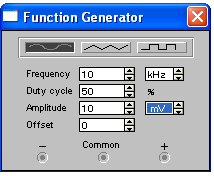 Function Generator
Frequency 10 kHz
Duty cycle 50 %
Amplitude 10 mV
Offset 0
− Common +